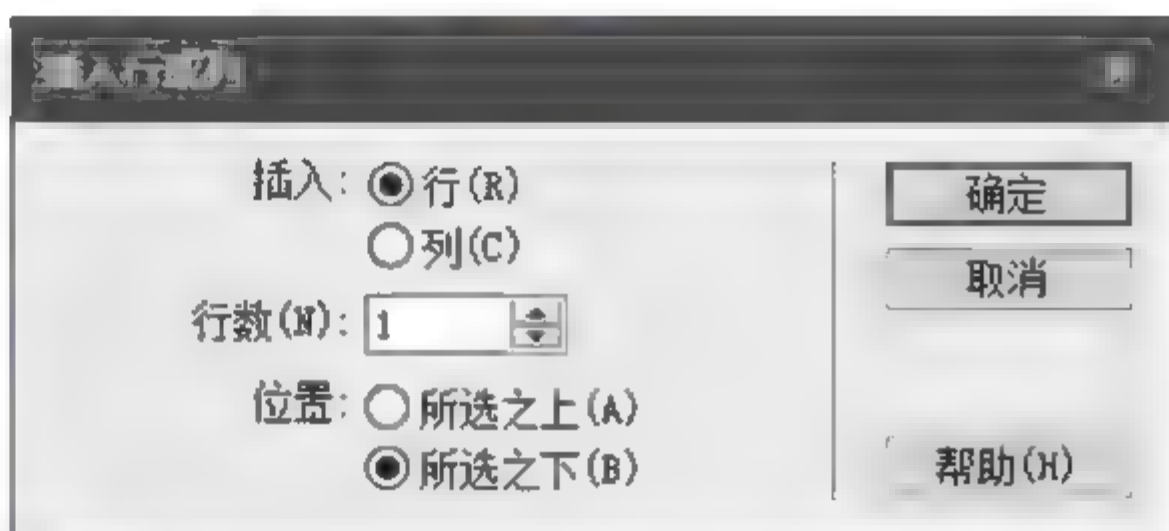 插入: 行(R)
列(C)
行数(N): 1
位置: 所选之上(A)
所选之下(B)
确定
取消
帮助(H)